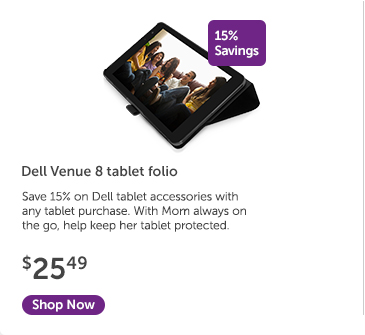 15%
Savings
Dell Venue 8 tablet folio
Save 15% on Dell tablet accessories with
any tablet purchase. With Mom always on
the go, help keep her tablet protected.
$25.49
Shop Now